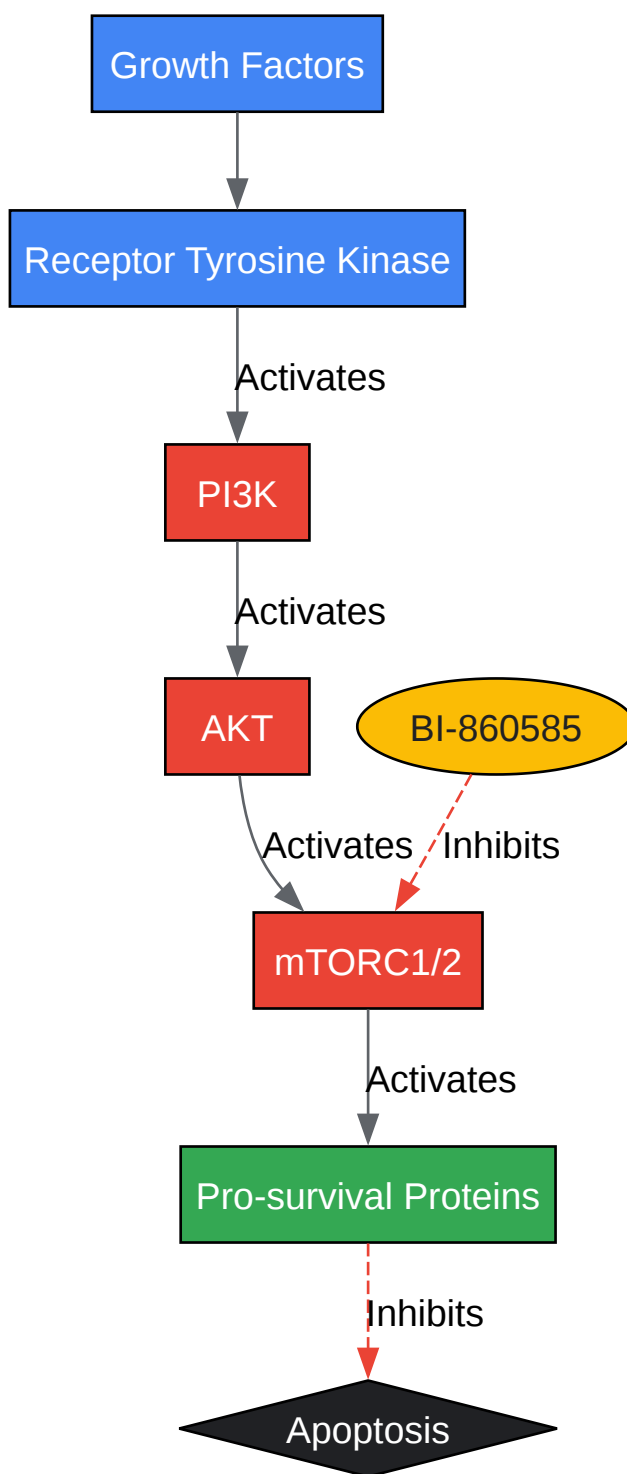 Growth Factors
Receptor Tyrosine Kinase
Activates
PI3K
Activates
AKT
BI-860585
Activates
Inhibits
mTORC1/2
Activates
Pro-survival Proteins
Inhibits
Apoptosis